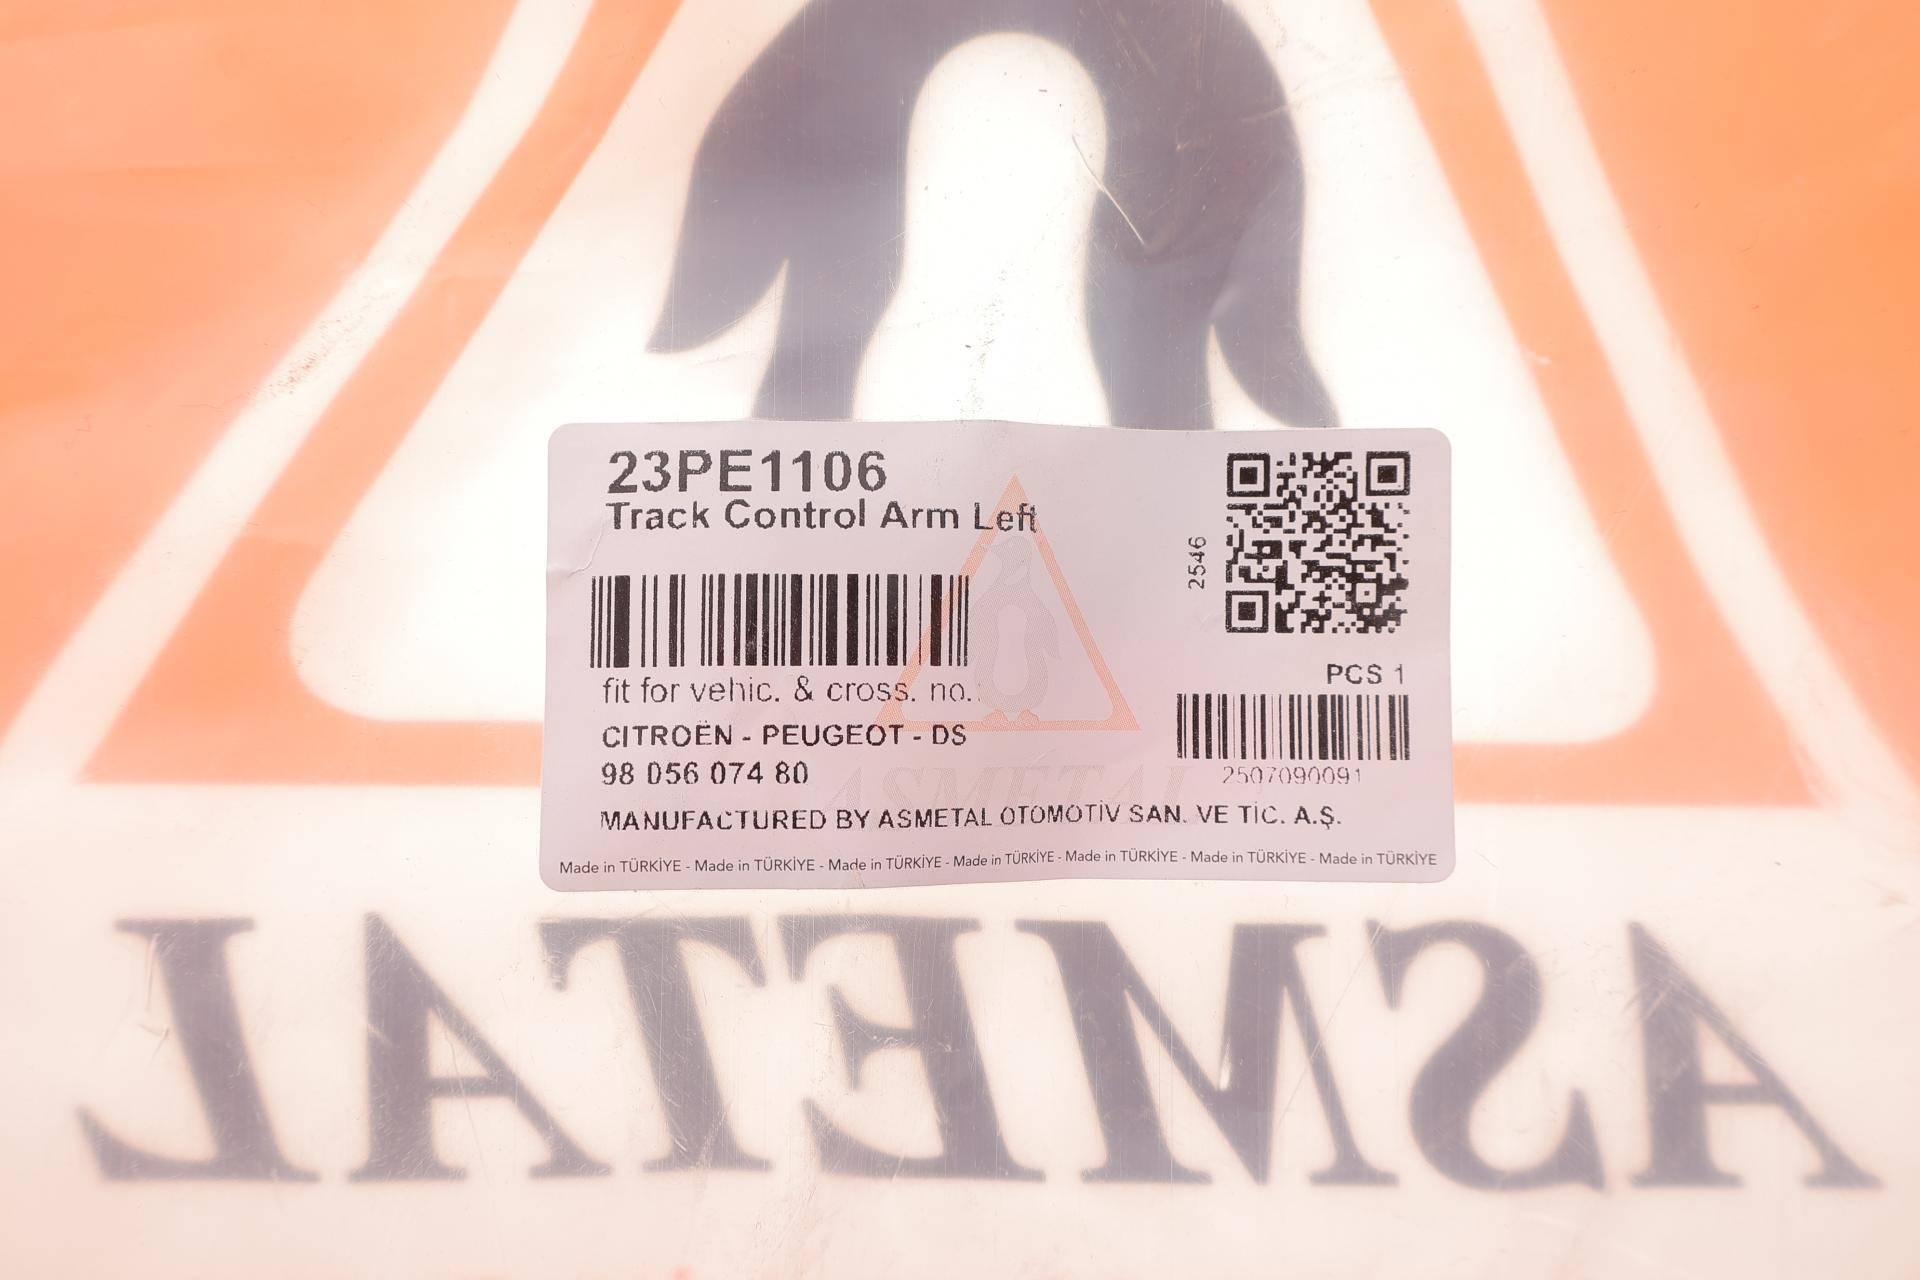 23PE1106
Track Control Arm Left
2546
fit for vehic. & cross. no.:
PCS 1
CITROËN - PEUGEOT - DS
98 056 074 80
2507090091
ASMETAL
MANUFACTURED BY ASMETAL OTOMOTİV SAN. VE TİC. A.Ş.
Made in TÜRKİYE - Made in TÜRKİYE - Made in TÜRKİYE - Made in TÜRKİYE - Made in TÜRKİYE - Made in TÜRKİYE - Made in TÜRKİYE
ASMETAL